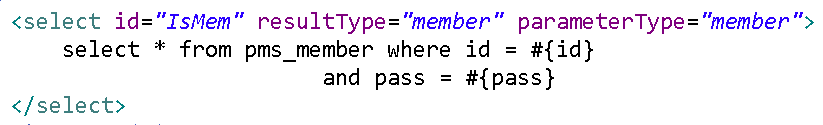 <select id="IsMem" resultType="member" parameterType="member">
select * from pms_member where id = #{id}
and pass = #{pass}
</select>